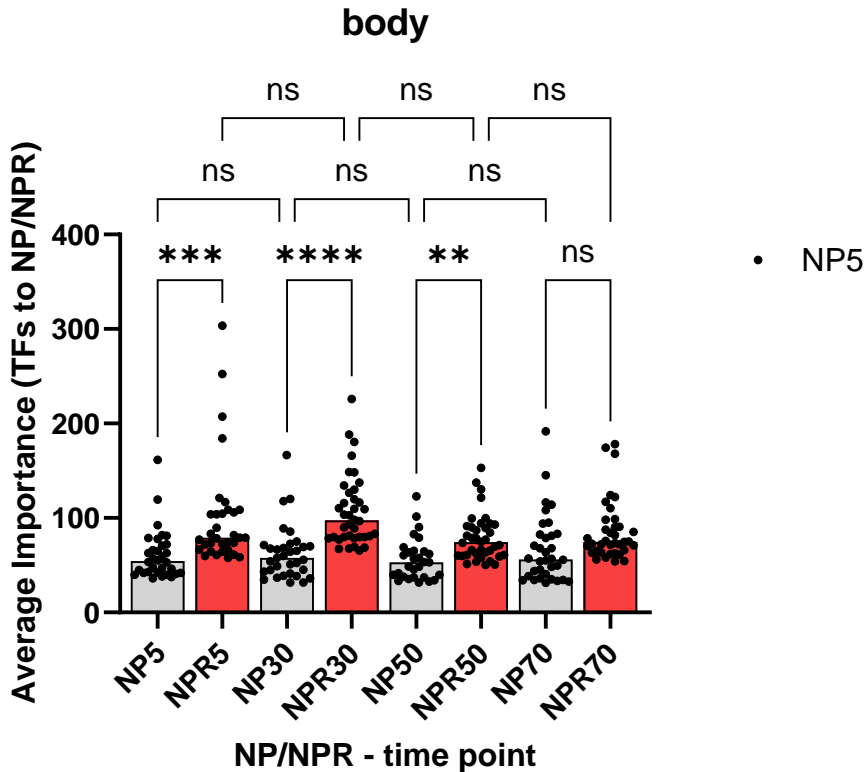 body
ns ns ns
ns ns ns
*** **** ** ns
Average Importance (TFs to NP/NPR)
400
300
200
100
0
NP5
NP5 NPR5 NP30 NPR30 NP50 NPR50 NP70 NPR70
NP/NPR - time point